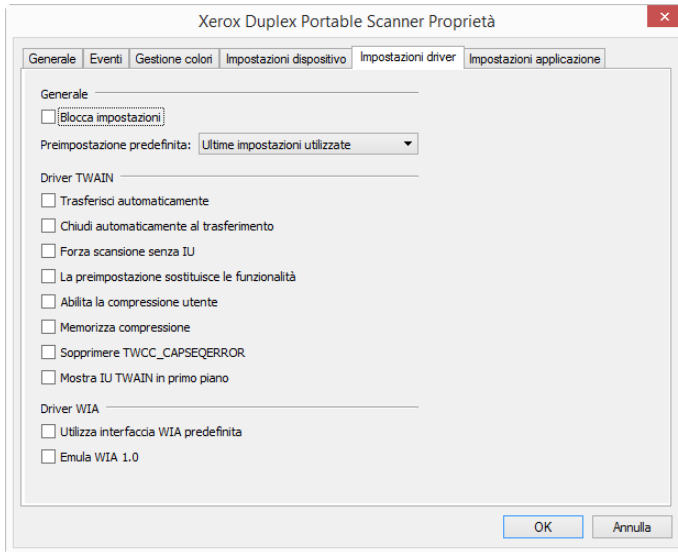 Xerox Duplex Portable Scanner Proprietà
Generale Eventi Gestione colori Impostazioni dispositivo Impostazioni driver Impostazioni applicazione
Generale
Blocca impostazioni
Preimpostazione predefinita: Ultime impostazioni utilizzate
Driver TWAIN
Trasferisci automaticamente
Chiudi automaticamente al trasferimento
Forza scansione senza IU
La preimpostazione sostituisce le funzionalità
Abilita la compressione utente
Memorizza compressione
Sopprimere TWCC_CAPSEQERROR
Mostra IU TWAIN in primo piano
Driver WIA
Utilizza interfaccia WIA predefinita
Emula WIA 1.0
OK Annulla